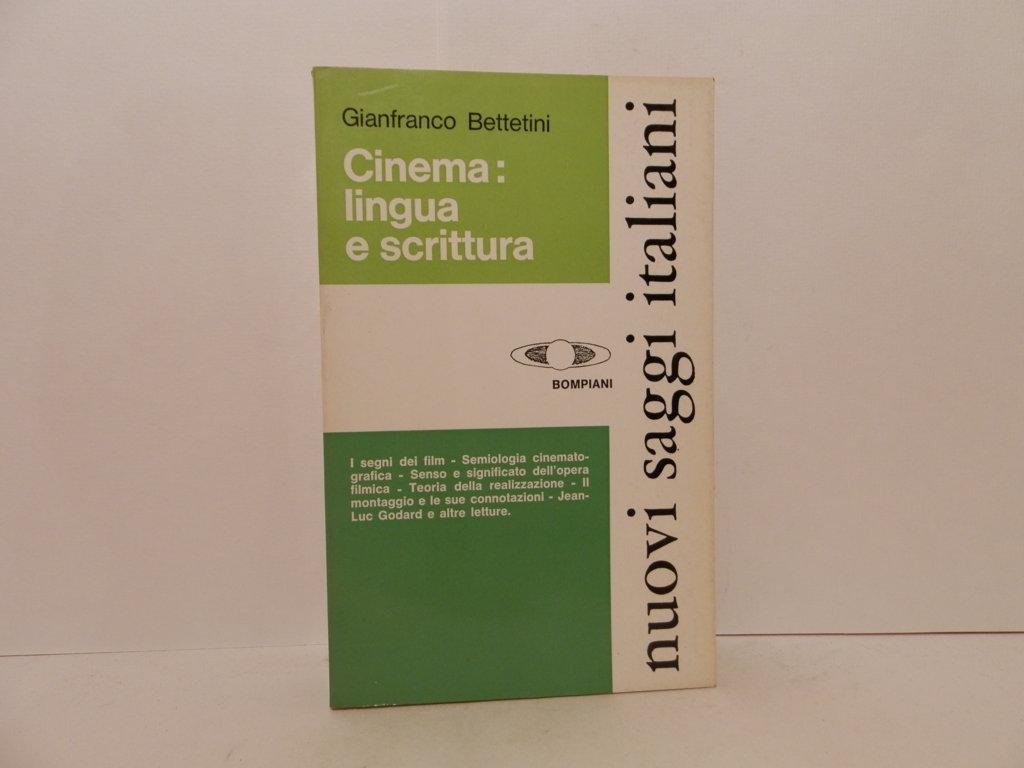 Gianfranco Bettetini
Cinema:
lingua
e scrittura
BOMPIANI
I segni dei film - Semiologia cinemato-
grafica - Senso e significato dell'opera
filmica - Teoria della realizzazione - Il
montaggio e le sue connotazioni - Jean-
Luc Godard e altre letture.
nuovi saggi italiani